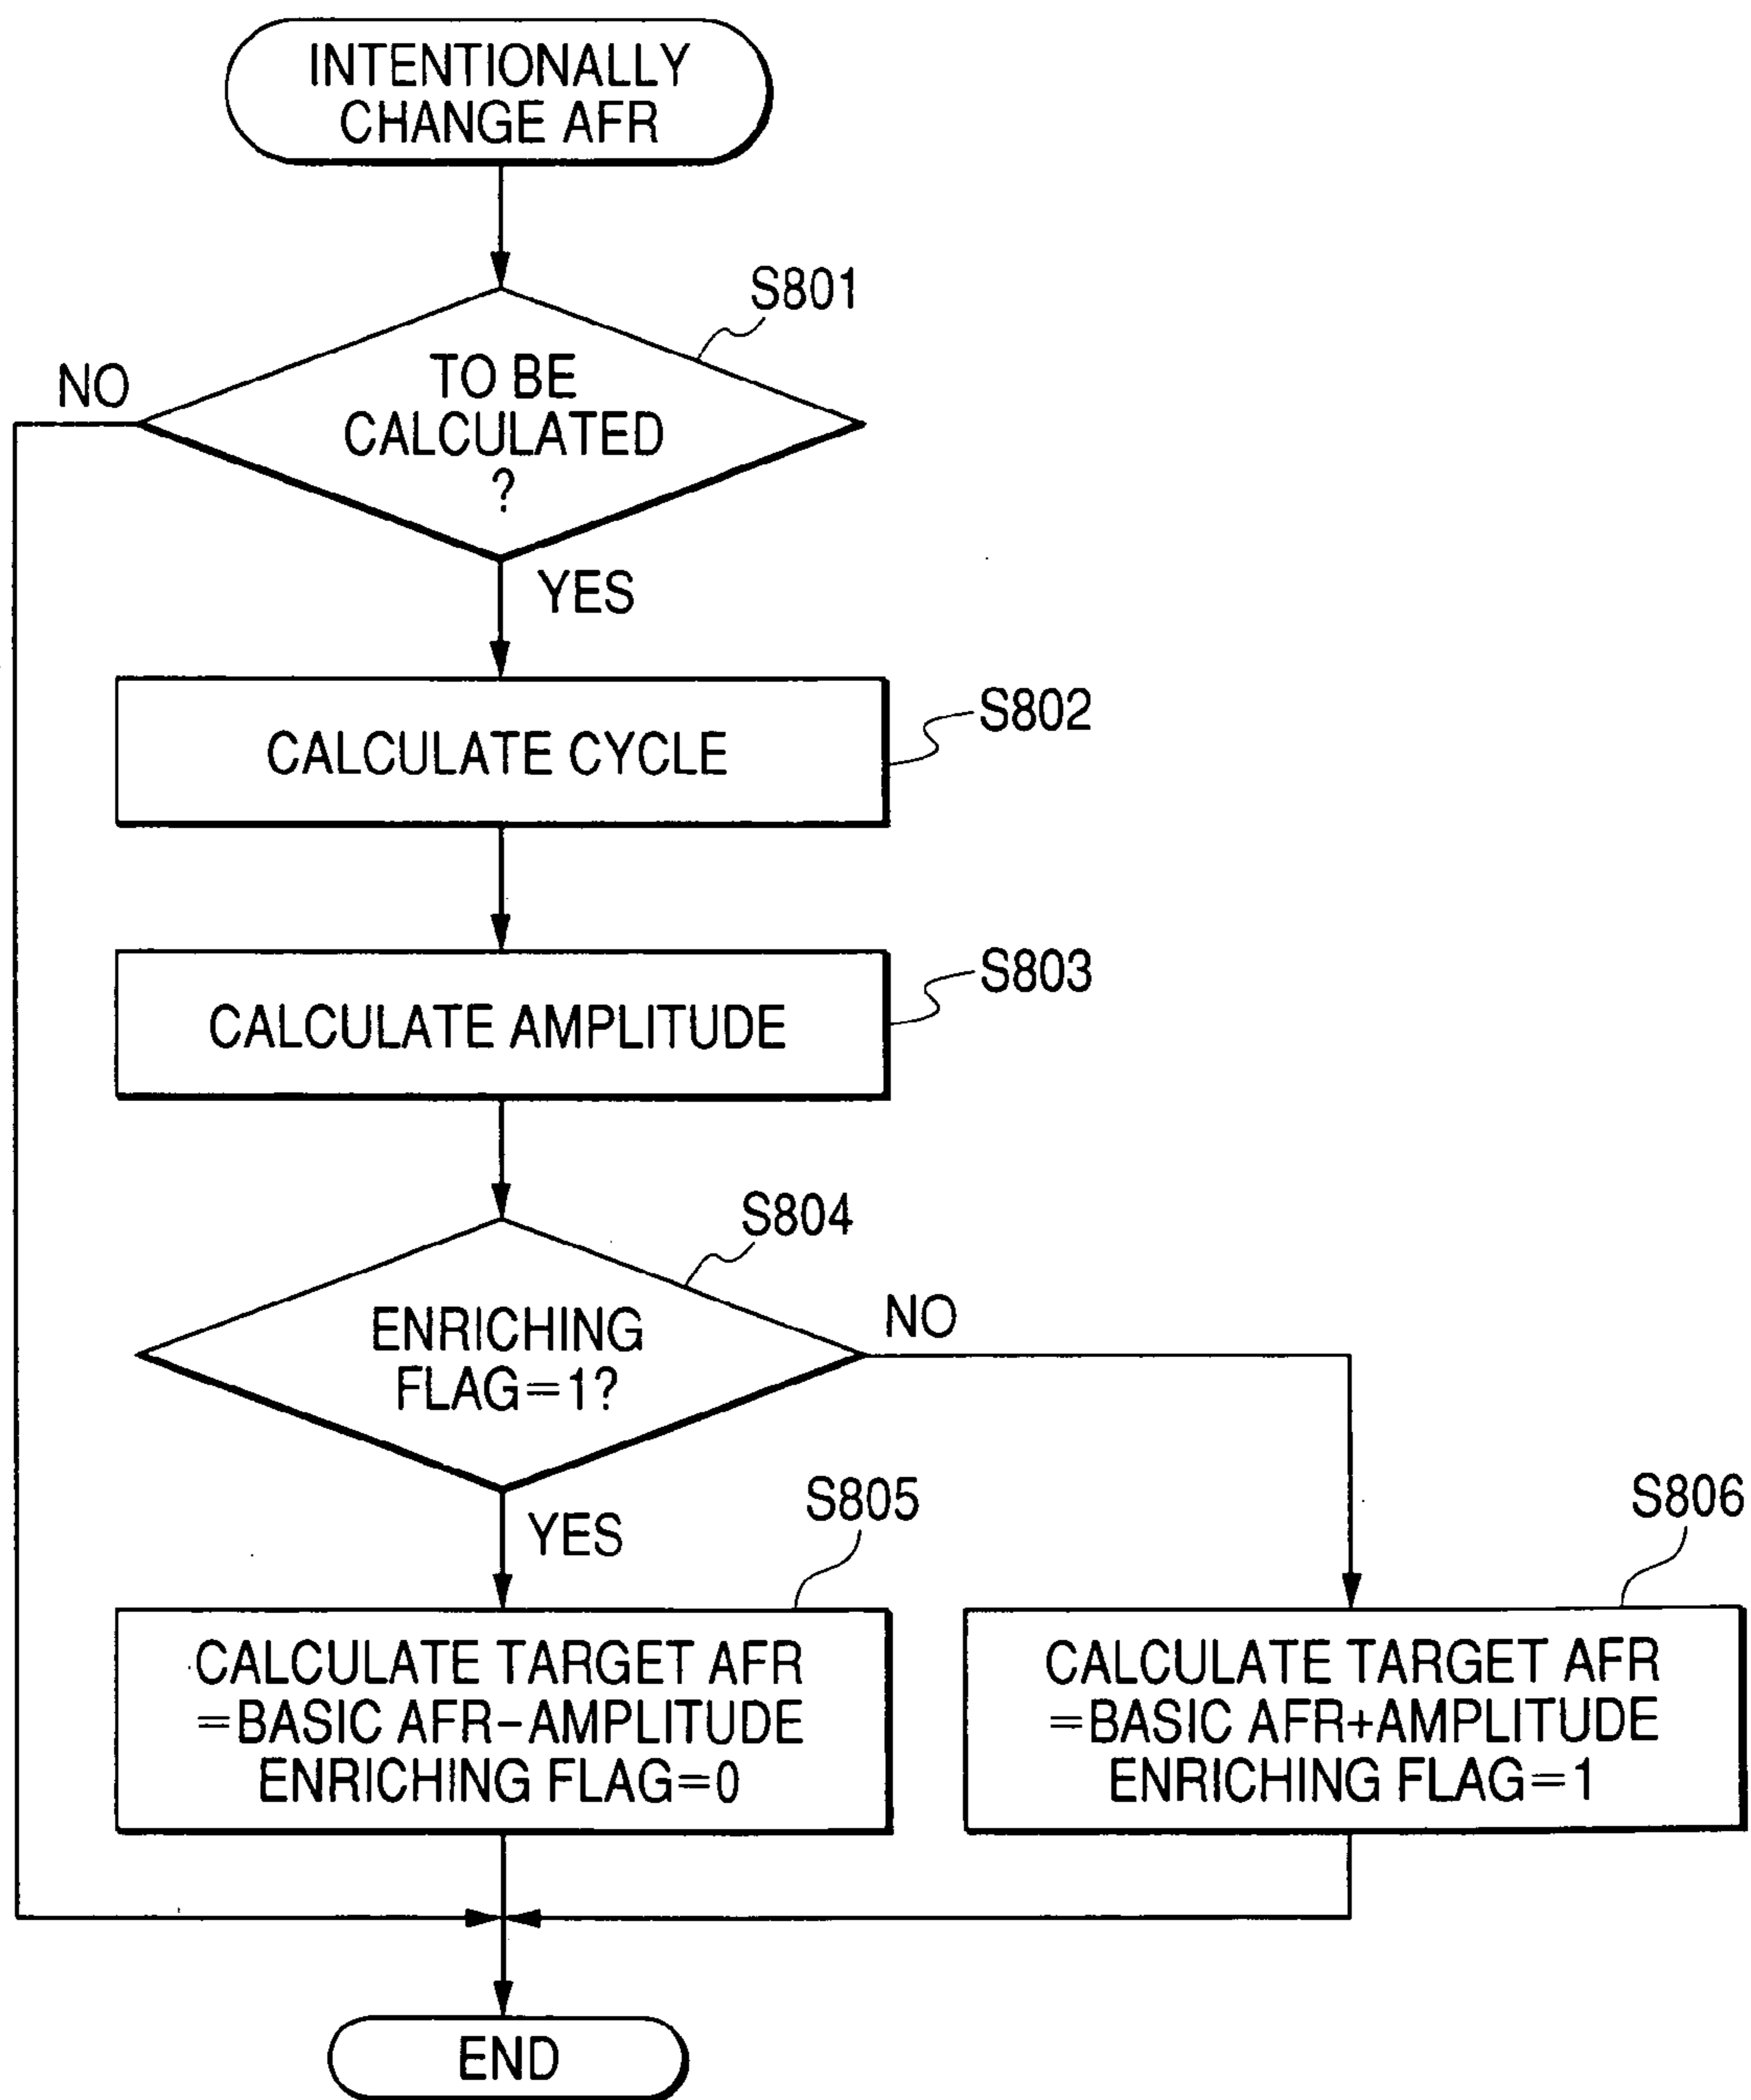 INTENTIONALLY
CHANGE AFR
S801
NO
TO BE
CALCULATED
?
YES
S802
CALCULATE CYCLE
S803
CALCULATE AMPLITUDE
S804
ENRICHING
FLAG=1?
NO
YES
S805
S806
CALCULATE TARGET AFR
=BASIC AFR-AMPLITUDE
ENRICHING FLAG=0
CALCULATE TARGET AFR
=BASIC AFR+AMPLITUDE
ENRICHING FLAG=1
END